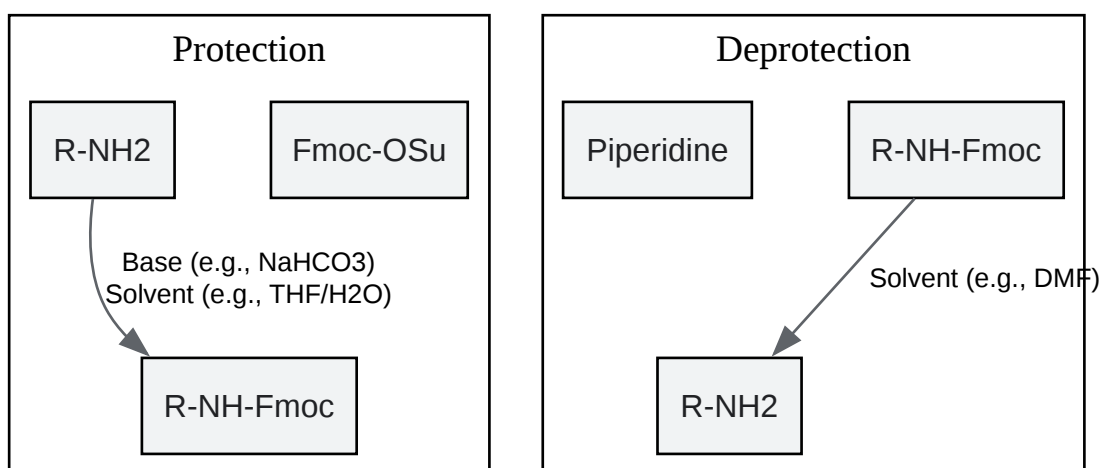 Protection
R-NH2
Fmoc-OSu
Base (e.g., NaHCO3)
Solvent (e.g., THF/H2O)
R-NH-Fmoc
Deprotection
Piperidine
R-NH-Fmoc
Solvent (e.g., DMF)
R-NH2